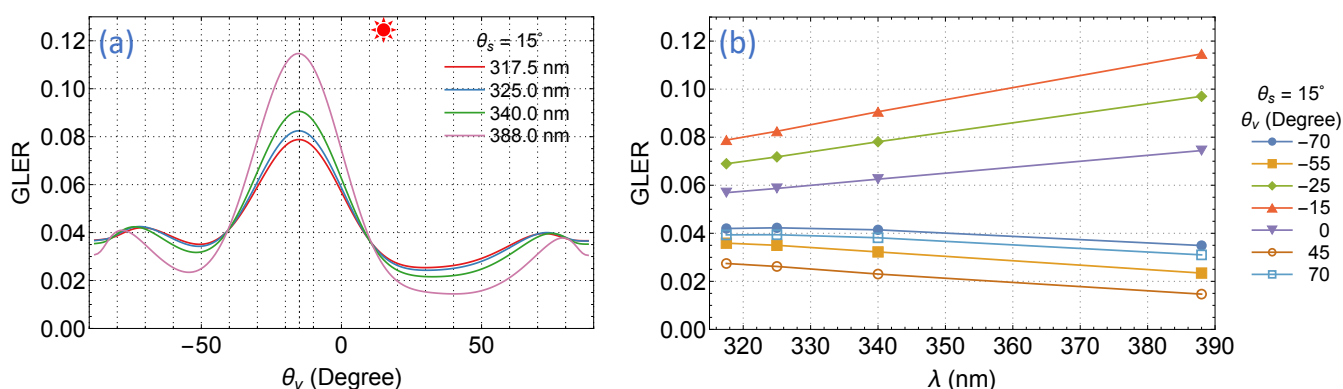 (a)
GLER
0.12
0.10
0.08
0.06
0.04
0.02
0.00
θs = 15°
317.5 nm
325.0 nm
340.0 nm
388.0 nm
−50 0 50
θv (Degree)
(b)
GLER
0.12
0.10
0.08
0.06
0.04
0.02
0.00
320 330 340 350 360 370 380 390
λ (nm)
θs = 15°
θv (Degree)
−70
−55
−25
−15
0
45
70